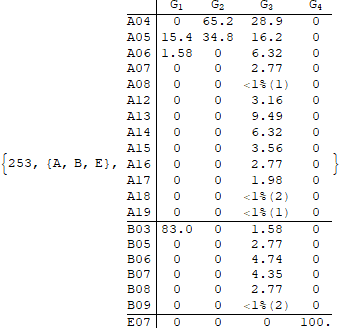 G₁ G₂ G₃ G₄
A04 0 65.2 28.9 0
A05 15.4 34.8 16.2 0
A06 1.58 0 6.32 0
A07 0 0 2.77 0
A08 0 0 <1%(1) 0
A12 0 0 3.16 0
A13 0 0 9.49 0
A14 0 0 6.32 0
A15 0 0 3.56 0
{253, {A, B, E}, A16 0 0 2.77 0 }
A17 0 0 1.98 0
A18 0 0 <1%(2) 0
A19 0 0 <1%(1) 0
B03 83.0 0 1.58 0
B05 0 0 2.77 0
B06 0 0 4.74 0
B07 0 0 4.35 0
B08 0 0 2.77 0
B09 0 0 <1%(2) 0
E07 0 0 0 100.